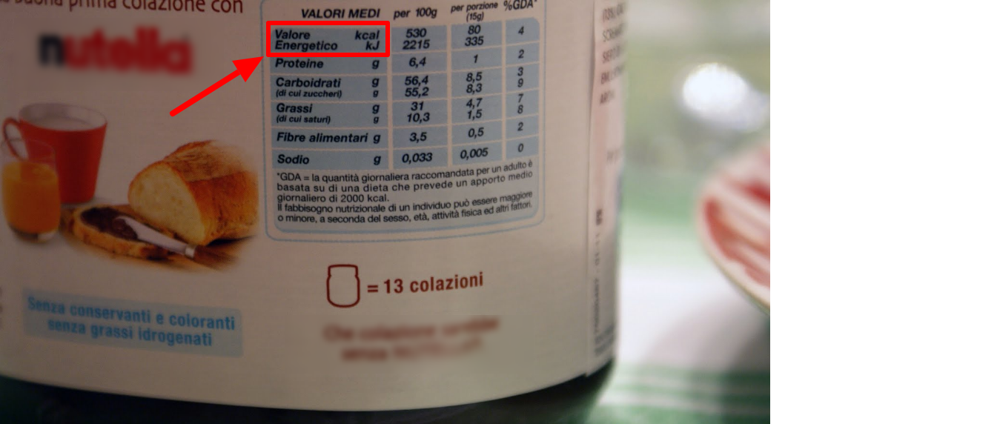 buona prima colazione con
nutella
VALORI MEDI per 100g per porzione (15g) %GDA*
Valore kcal 530 80 4
Energetico kJ 2215 335
Proteine g 6,4 1 2
Carboidrati g 56,4 8,5 3
(di cui zuccheri) g 55,2 8,3 9
Grassi g 31 4,7 7
(di cui saturi) g 10,3 1,5 8
Fibre alimentari g 3,5 0,5 2
Sodio g 0,033 0,005 0
*GDA = la quantità giornaliera raccomandata per un adulto è
basata su di una dieta che prevede un apporto medio
giornaliero di 2000 kcal.
Il fabbisogno nutrizionale di un individuo può essere maggiore
o minore, a seconda del sesso, età, attività fisica ed altri fattori.
= 13 colazioni
Senza conservanti e coloranti
senza grassi idrogenati